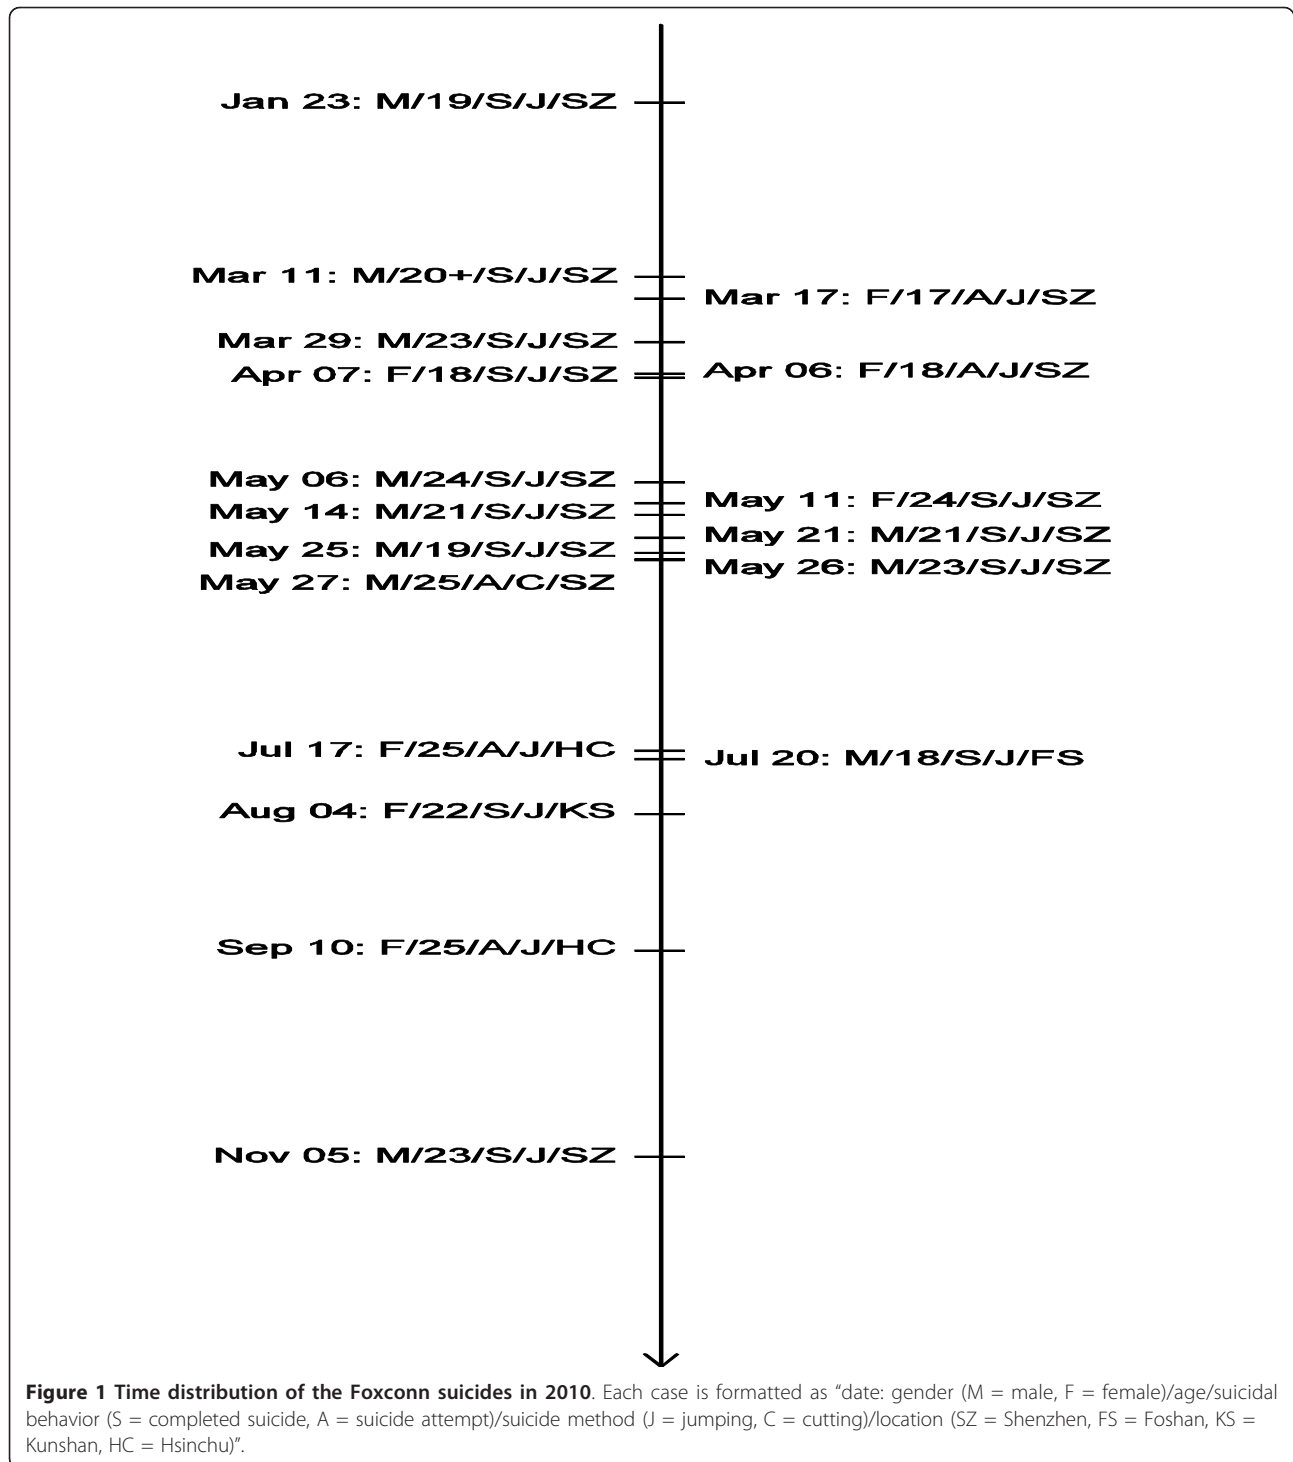 Jan 23: M/19/S/J/SZ
Mar 11: M/20+/S/J/SZ
Mar 17: F/17/A/J/SZ
Mar 29: M/23/S/J/SZ
Apr 06: F/18/A/J/SZ
Apr 07: F/18/S/J/SZ
May 06: M/24/S/J/SZ
May 11: F/24/S/J/SZ
May 14: M/21/S/J/SZ
May 21: M/21/S/J/SZ
May 25: M/19/S/J/SZ
May 26: M/23/S/J/SZ
May 27: M/25/A/C/SZ
Jul 17: F/25/A/J/HC
Jul 20: M/18/S/J/FS
Aug 04: F/22/S/J/KS
Sep 10: F/25/A/J/HC
Nov 05: M/23/S/J/SZ
Figure 1 Time distribution of the Foxconn suicides in 2010. Each case is formatted as “date: gender (M = male, F = female)/age/suicidal
behavior (S = completed suicide, A = suicide attempt)/suicide method (J = jumping, C = cutting)/location (SZ = Shenzhen, FS = Foshan, KS =
Kunshan, HC = Hsinchu)”.